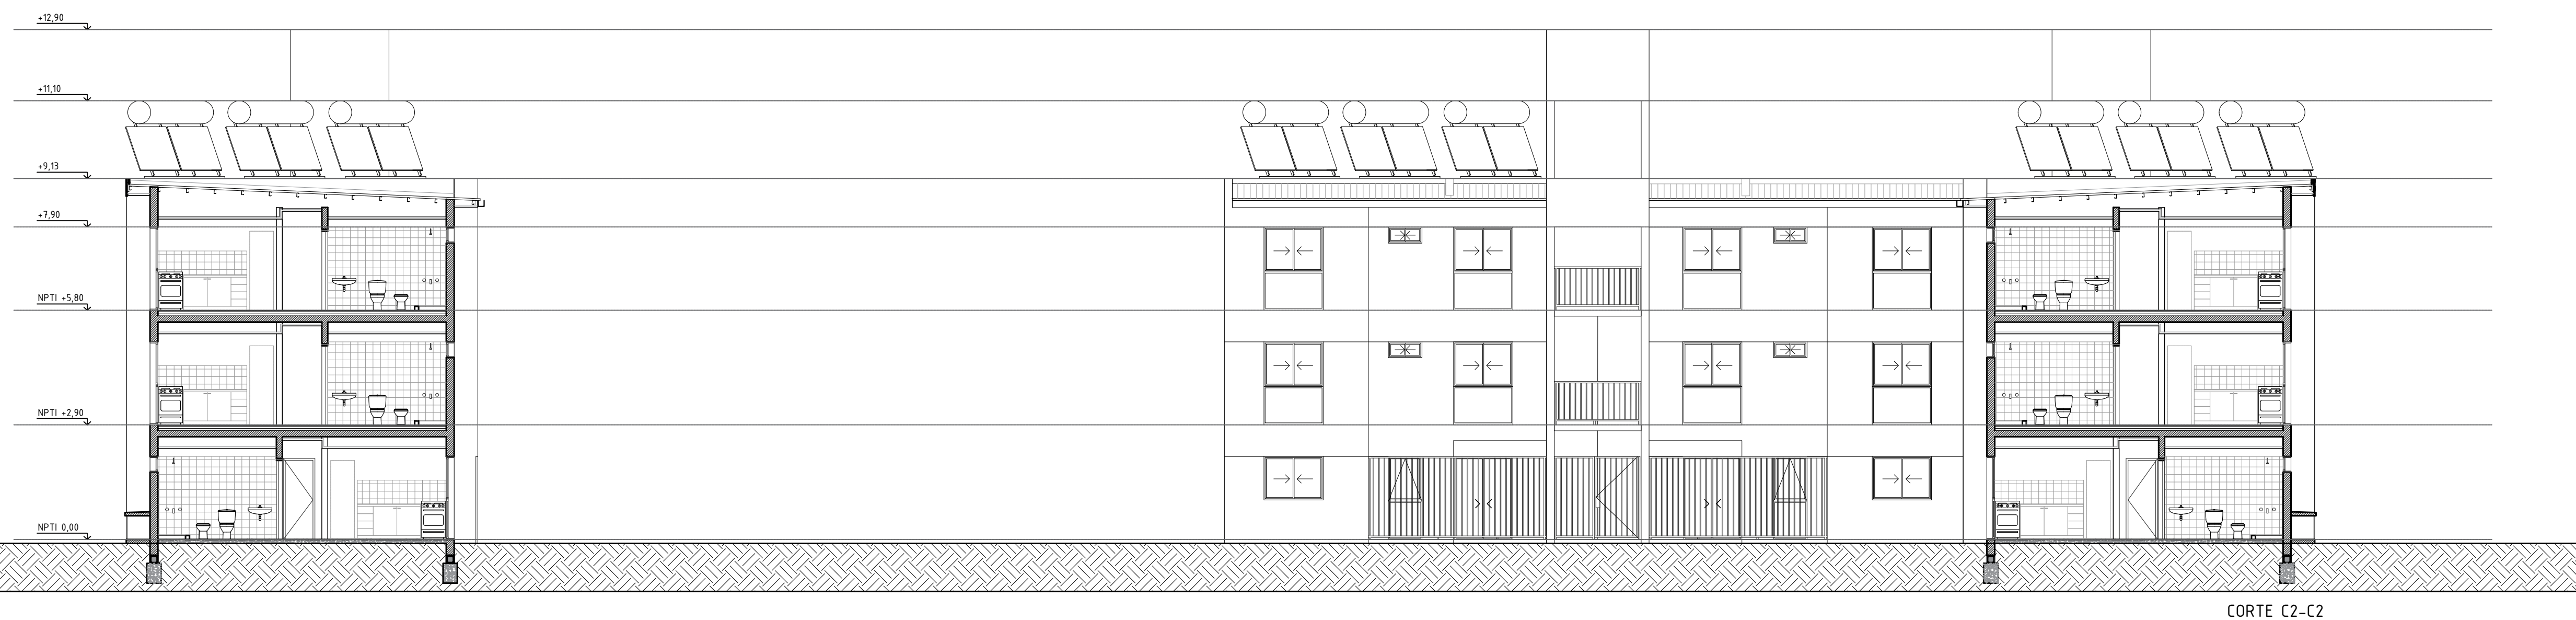 +12,90
+11,10
+9,13
+7,90
NPTI +5,80
NPTI +2,90
NPTI 0,00
CORTE C2-C2